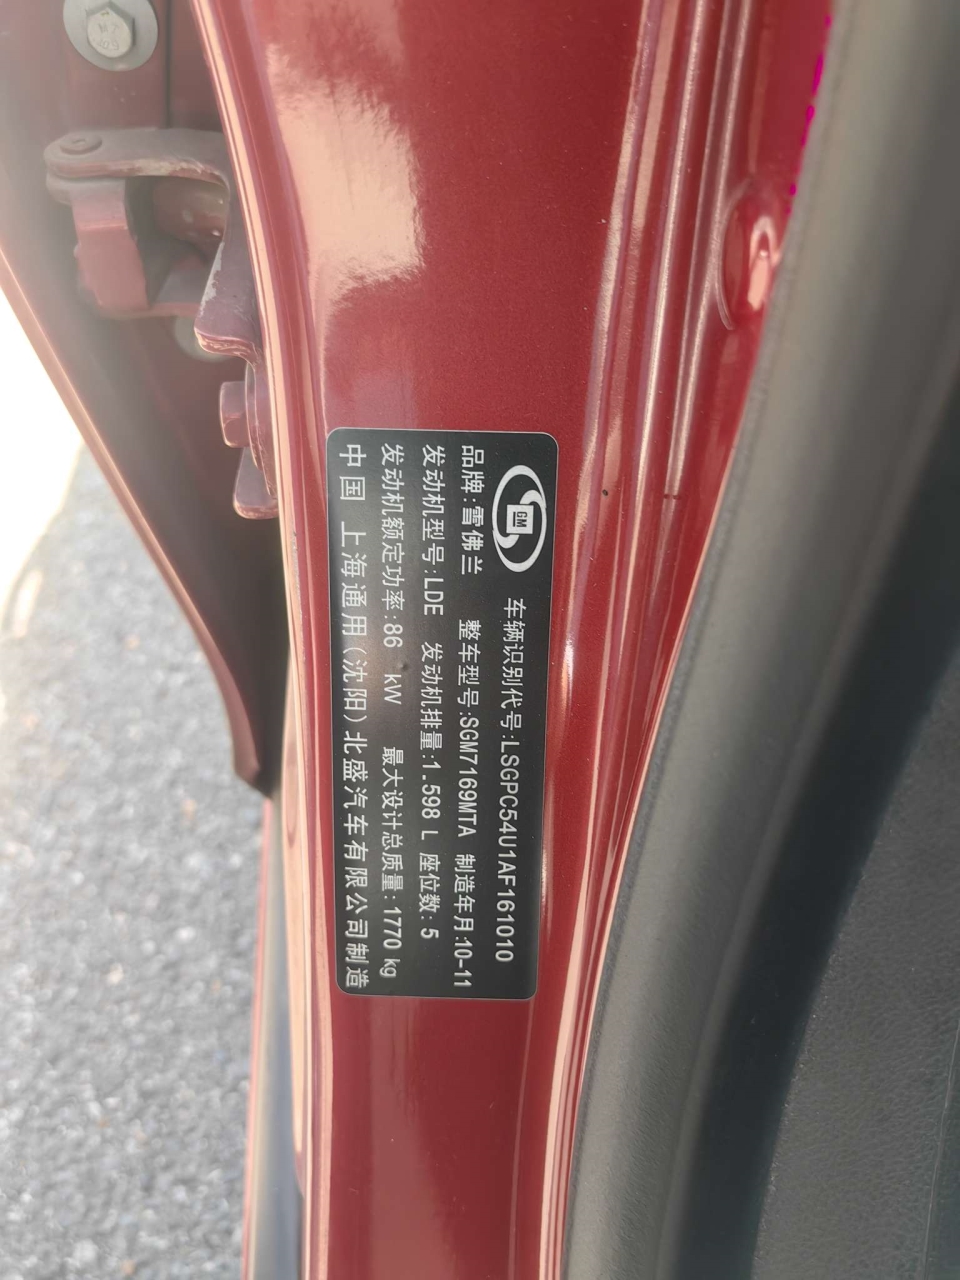 GM
车辆识别代号:LSGPC54U1AF161010
品牌:雪佛兰 整车型号:SGM7169MTA 制造年月:10-11
发动机型号:LDE 发动机排量:1.598 L 座位数:5
发动机额定功率:86 kW 最大设计总质量:1770 kg
中国 上海通用(沈阳)北盛汽车有限公司制造